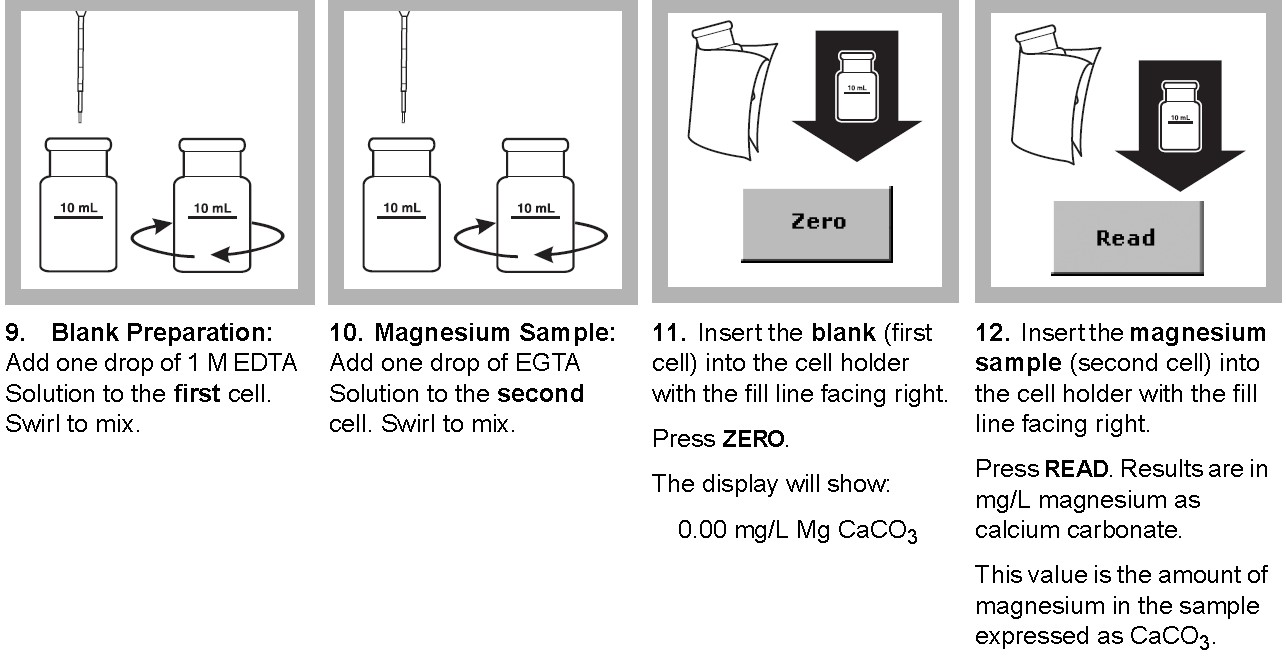 10 mL
10 mL
10 mL
10 mL
10 mL
Zero
10 mL
Read
9. Blank Preparation:
Add one drop of 1 M EDTA
Solution to the first cell.
Swirl to mix.
10. Magnesium Sample:
Add one drop of EGTA
Solution to the second
cell. Swirl to mix.
11. Insert the blank (first
cell) into the cell holder
with the fill line facing right.
Press ZERO.
The display will show:
0.00 mg/L Mg CaCO3
12. Insert the magnesium
sample (second cell) into
the cell holder with the fill
line facing right.
Press READ. Results are in
mg/L magnesium as
calcium carbonate.
This value is the amount of
magnesium in the sample
expressed as CaCO3.